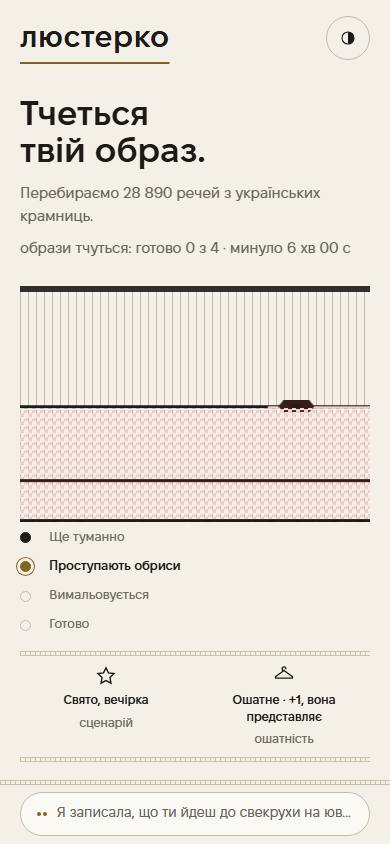 люстерко
Тчеться
твій образ.
Перебираємо 28 890 речей з українських
крамниць.
образи тчуться: готово 0 з 4 · минуло 6 хв 00 с
Ще туманно
Проступають обриси
Вимальовується
Готово
Свято, вечірка
сценарій
Ошатне · +1, вона
представляє
ошатність
Я записала, що ти йдеш до свекрухи на юв...